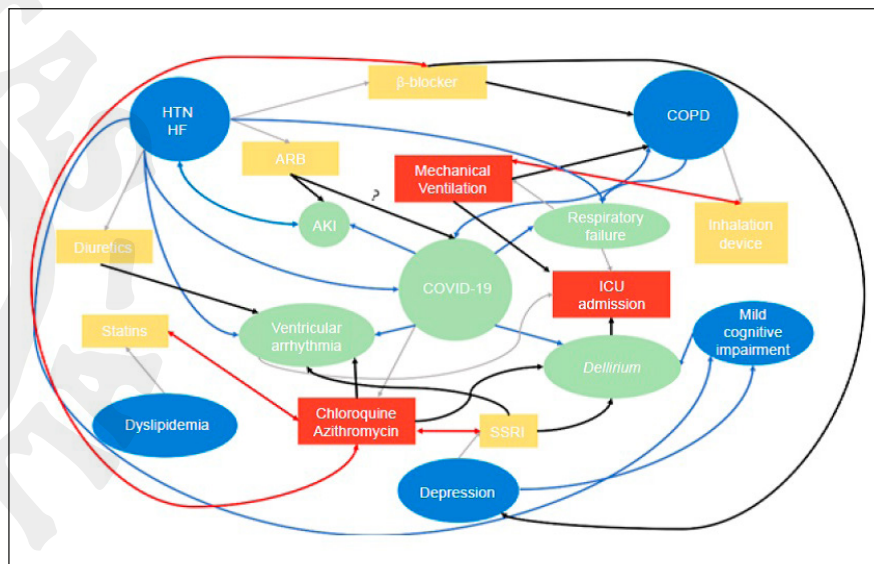 β-blocker
HTN
HF
COPD
ARB
Mechanical
Ventilation
?
AKI
Respiratory
failure
Inhalation
device
Diuretics
COVID-19
ICU
admission
Statins
Ventricular
arrhythmia
Mild
cognitive
impairment
Dellirium
Dyslipidemia
Chloroquine
Azithromycin
SSRI
Depression